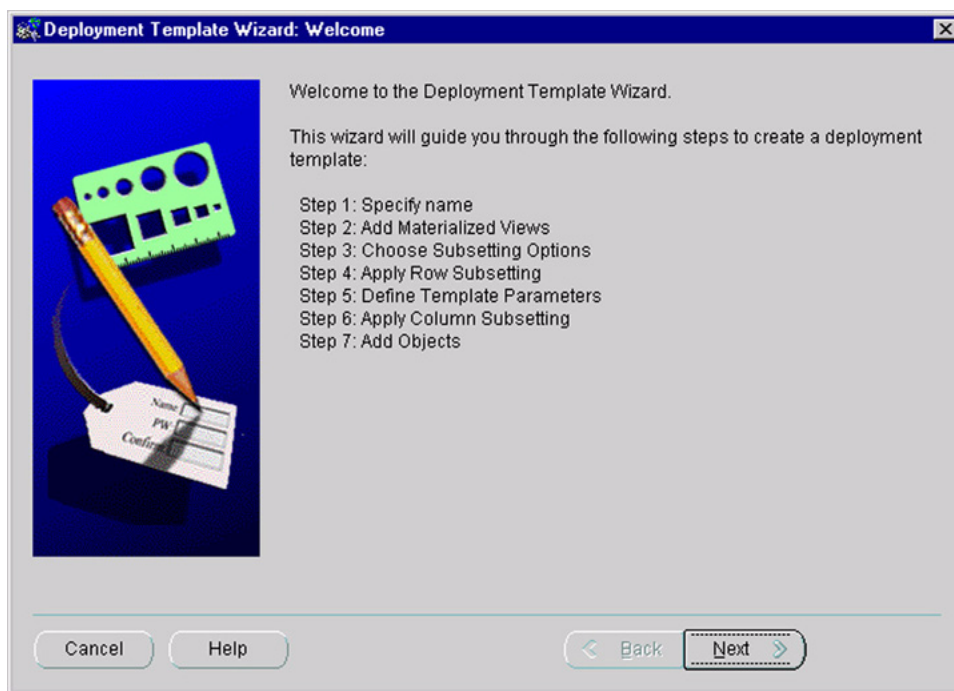 Deployment Template Wizard: Welcome
Welcome to the Deployment Template Wizard.
This wizard will guide you through the following steps to create a deployment
template:
Step 1: Specify name
Step 2: Add Materialized Views
Step 3: Choose Subsetting Options
Step 4: Apply Row Subsetting
Step 5: Define Template Parameters
Step 6: Apply Column Subsetting
Step 7: Add Objects
Name
PW
Confirm
Cancel
Help
Back
Next